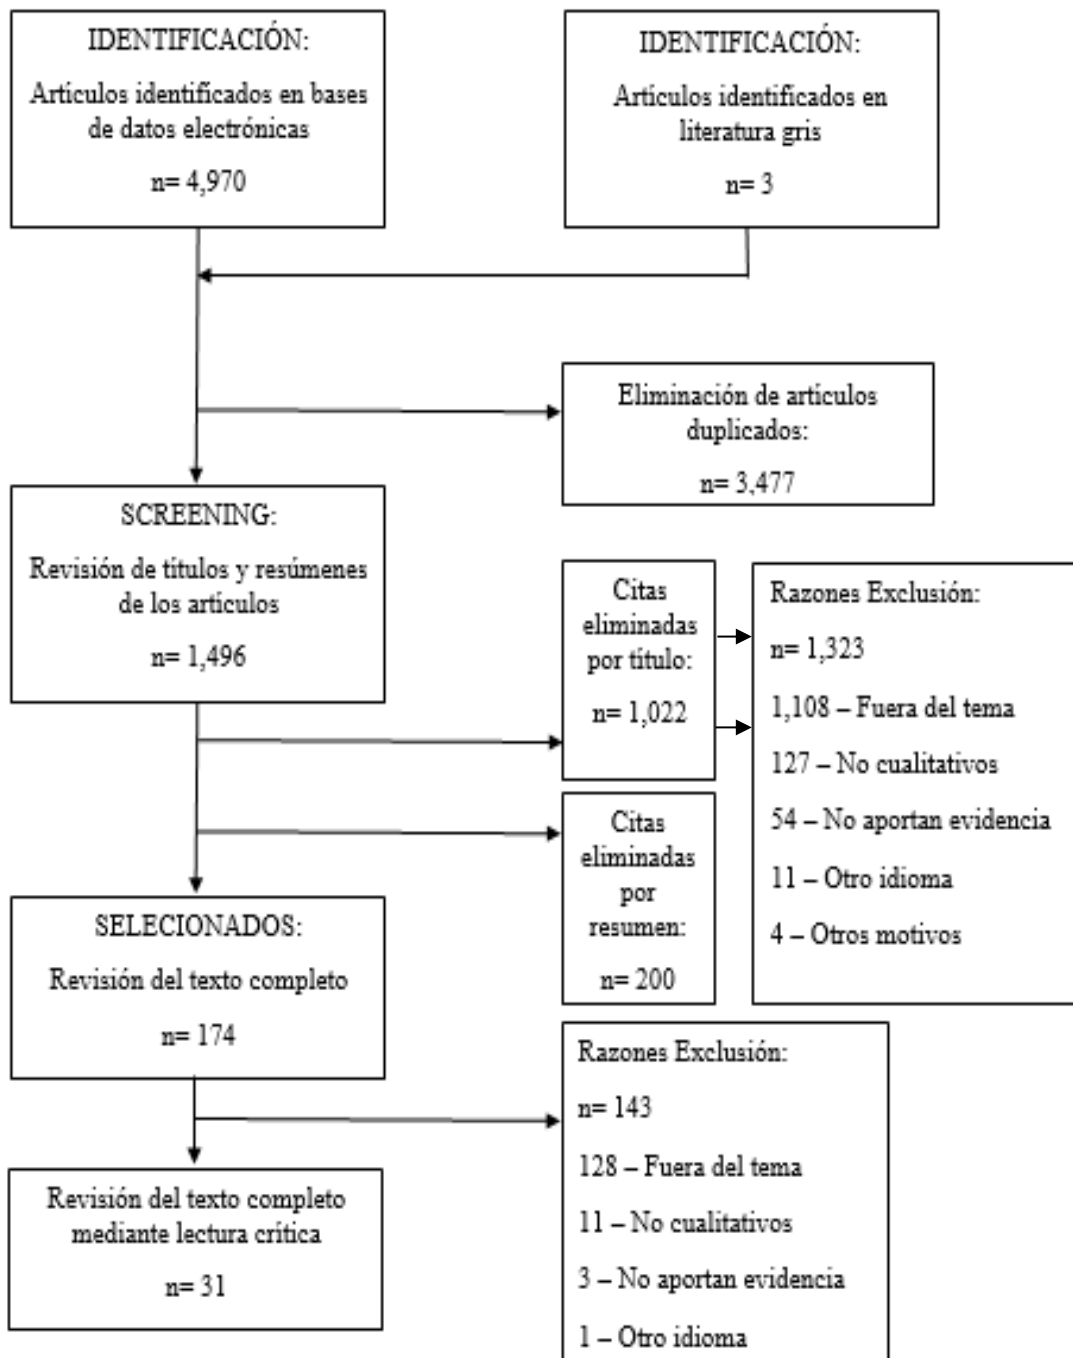 IDENTIFICACIÓN:
Artículos identificados en bases
de datos electrónicas
n= 4,970
IDENTIFICACIÓN:
Artículos identificados en
literatura gris
n= 3
Eliminación de artículos
duplicados:
n= 3,477
SCREENING:
Revisión de títulos y resúmenes
de los artículos
n= 1,496
Citas
eliminadas
por título:
n= 1,022
Razones Exclusión:
n= 1,323
1,108 – Fuera del tema
127 – No cualitativos
54 – No aportan evidencia
11 – Otro idioma
4 – Otros motivos
Citas
eliminadas
por
resumen:
n= 200
SELECIONADOS:
Revisión del texto completo
n= 174
Razones Exclusión:
n= 143
128 – Fuera del tema
11 – No cualitativos
3 – No aportan evidencia
1 – Otro idioma
Revisión del texto completo
mediante lectura crítica
n= 31